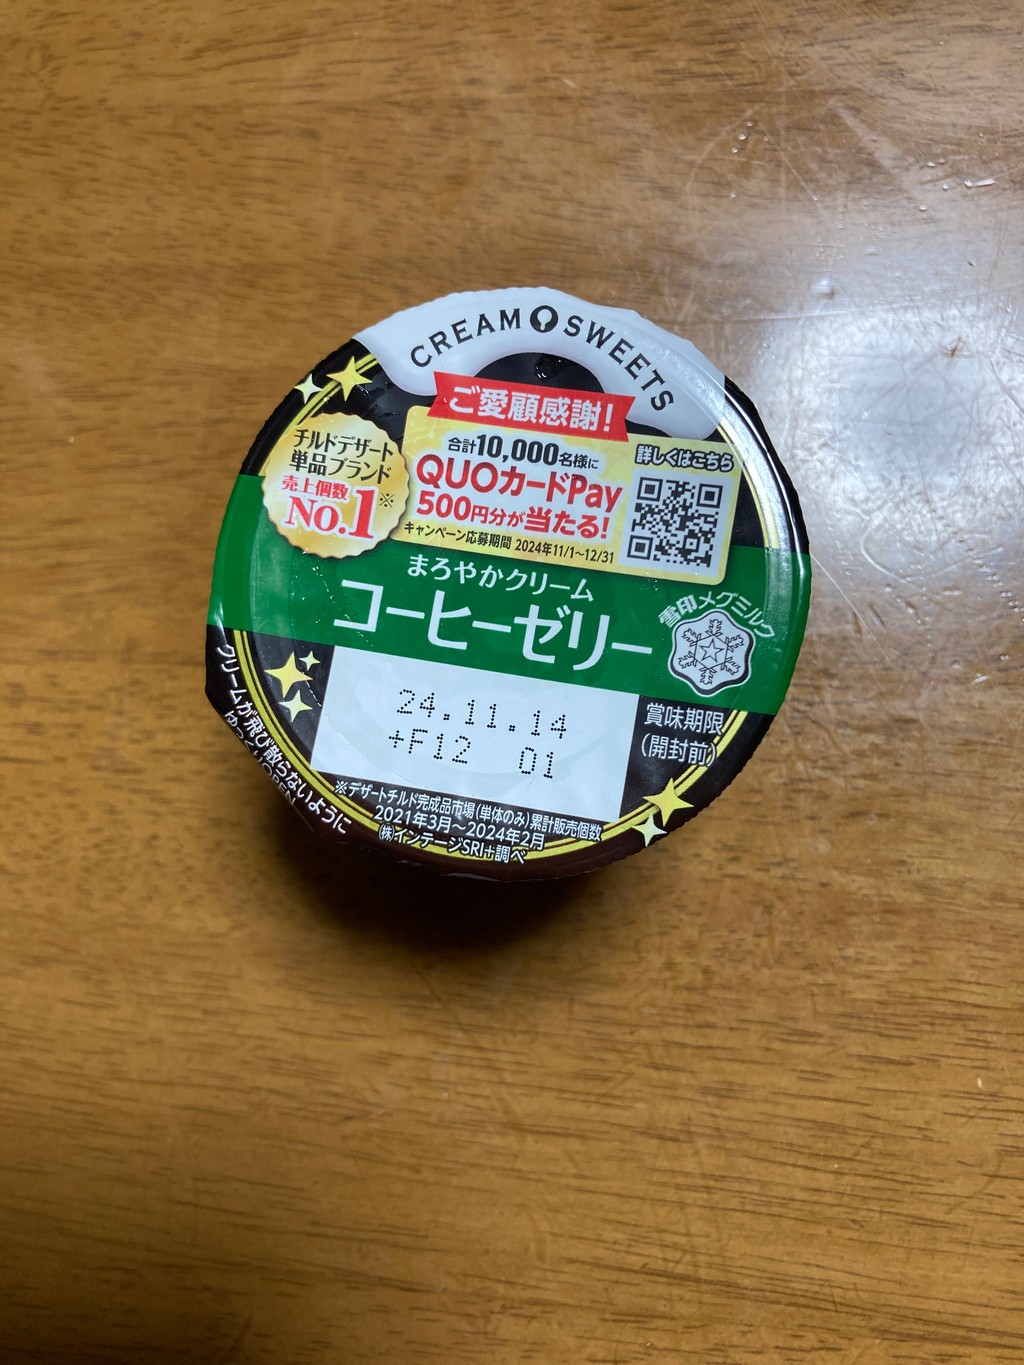 CREAM SWEETS
ご愛顧感謝!
チルドデザート
単品ブランド
売上個数
No.1※
合計10,000名様に
QUOカードPay
500円分が当たる!
キャンペーン応募期間 2024年11/1〜12/31
詳しくはこちら
まろやかクリーム
コーヒーゼリー
雪印メグミルク
24.11.14
+F12 01
賞味期限
(開封前)
※デザートチルド完成品市場(単体のみ)累計販売個数
2021年3月〜2024年2月
(株)インテージSRI+調べ
クリームが飛び散らないように